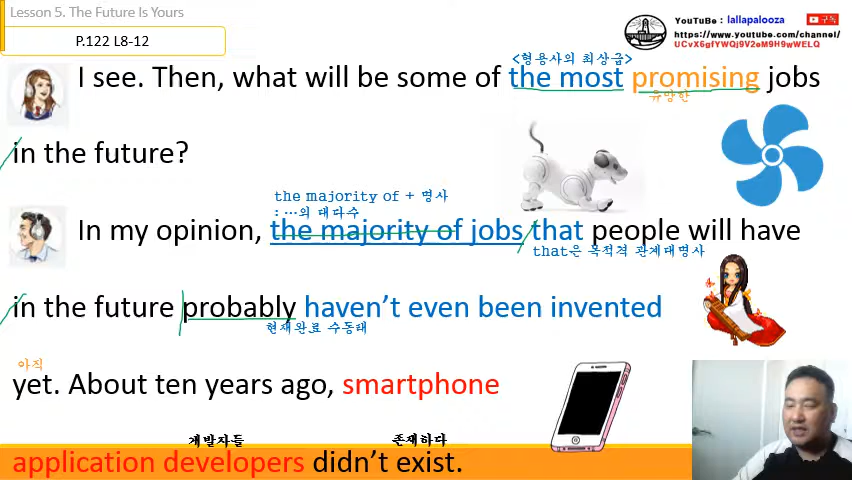 Lesson 5. The Future Is Yours
P.122 L8-12
YouTuBe : lallapalooza
구독
https://www.youtube.com/channel/
UCvX6gfYWQj9V2eM9H9wWELQ
<형용사의 최상급>
I see. Then, what will be some of the most promising jobs
유망한
in the future?
the majority of + 명사
: …의 대다수
In my opinion, the majority of jobs that people will have
that은 목적격 관계대명사
in the future probably haven't even been invented
현재완료 수동태
아직
yet. About ten years ago, smartphone
개발자들 존재하다
application developers didn't exist.